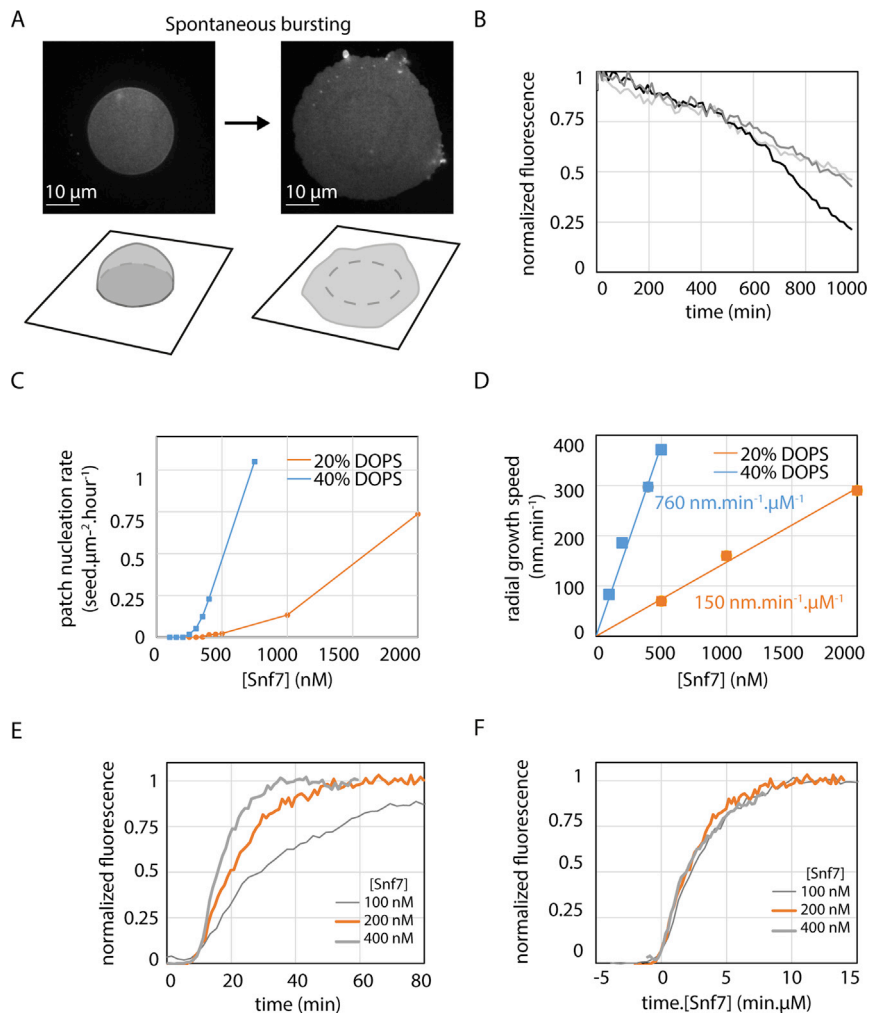 A
Spontaneous bursting
10 µm
10 µm
B
normalized fluorescence
1
0.75
0.5
0.25
0
0 200 400 600 800 1000
time (min)
C
patch nucleation rate
(seed.µm⁻².hour⁻¹)
1
0.75
0.5
0.25
0
20% DOPS
40% DOPS
0 500 1000 2000
[Snf7] (nM)
D
radial growth speed
(nm.min⁻¹)
400
300
200
100
0
20% DOPS
40% DOPS
760 nm.min⁻¹.µM⁻¹
150 nm.min⁻¹.µM⁻¹
0 500 1000 2000
[Snf7] (nM)
E
normalized fluorescence
1
0.75
0.5
0.25
0
[Snf7]
100 nM
200 nM
400 nM
0 20 40 60 80
time (min)
F
normalized fluorescence
1
0.75
0.5
0.25
0
[Snf7]
100 nM
200 nM
400 nM
-5 0 5 10 15
time.[Snf7] (min.µM)